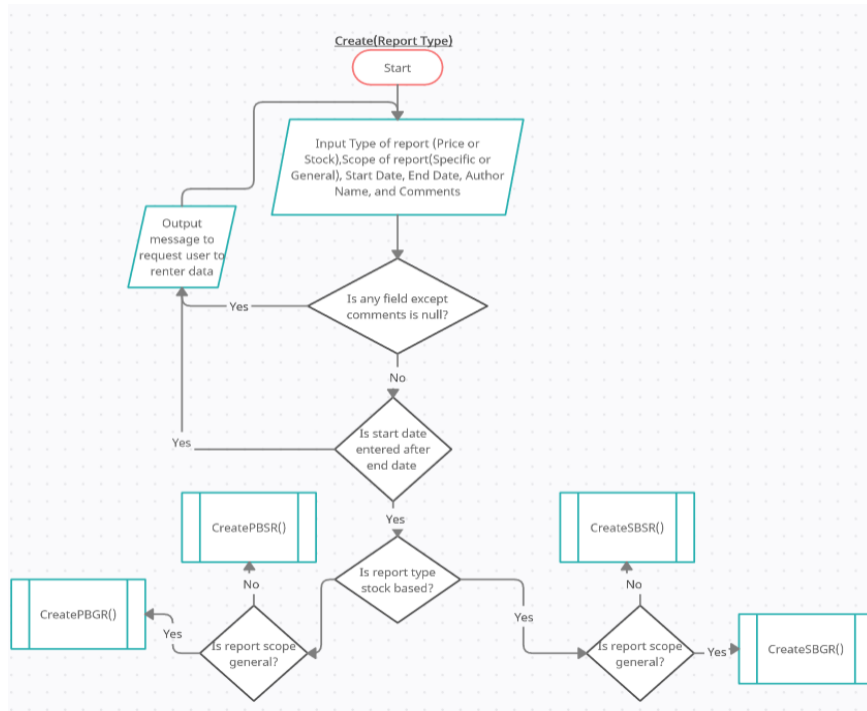 Create(Report Type)
Start
Input Type of report (Price or
Stock),Scope of report(Specific or
General), Start Date, End Date, Author
Name, and Comments
Output
message to
request user to
renter data
Is any field except
comments is null?
Yes
No
Is start date
entered after
end date
Yes
Yes
CreatePBSR()
CreateSBSR()
Is report type
stock based?
No
No
CreatePBGR()
Yes
Yes
Is report scope
general?
Is report scope
general?
Yes
CreateSBGR()